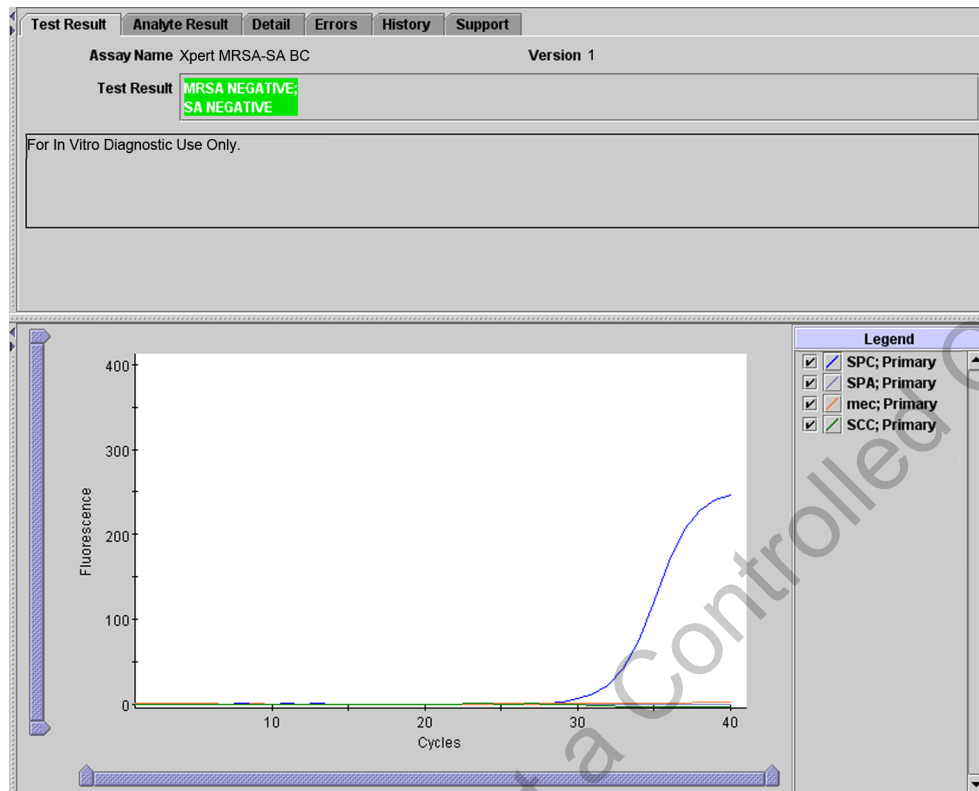 Test Result Analyte Result Detail Errors History Support
Assay Name Xpert MRSA-SA BC Version 1
Test Result MRSA NEGATIVE;
SA NEGATIVE
For In Vitro Diagnostic Use Only.
Legend
SPC; Primary
SPA; Primary
mec; Primary
SCC; Primary
400
300
200
100
0
Fluorescence
10 20 30 40
Cycles
a Controlled